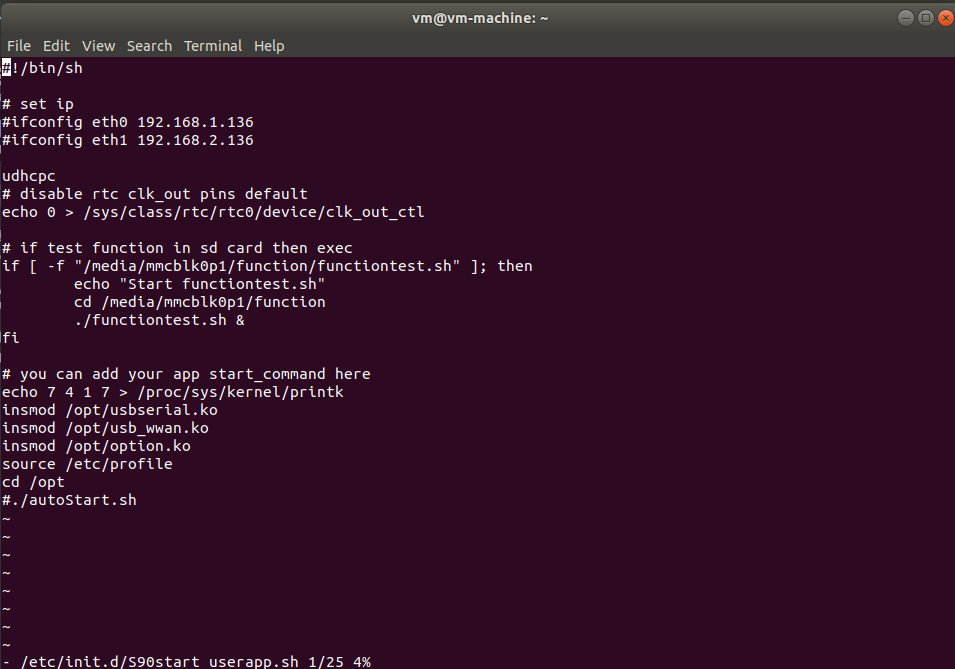 vm@vm-machine: ~
File Edit View Search Terminal Help
#!/bin/sh

# set ip
#ifconfig eth0 192.168.1.136
#ifconfig eth1 192.168.2.136

udhcpc
# disable rtc clk_out pins default
echo 0 > /sys/class/rtc/rtc0/device/clk_out_ctl

# if test function in sd card then exec
if [ -f "/media/mmcblk0p1/function/functiontest.sh" ]; then
        echo "Start functiontest.sh"
        cd /media/mmcblk0p1/function
        ./functiontest.sh &
fi

# you can add your app start_command here
echo 7 4 1 7 > /proc/sys/kernel/printk
insmod /opt/usbserial.ko
insmod /opt/usb_wwan.ko
insmod /opt/option.ko
source /etc/profile
cd /opt
#./autoStart.sh
~
~
~
~
~
~
~
~
- /etc/init.d/S90start_userapp.sh 1/25 4%